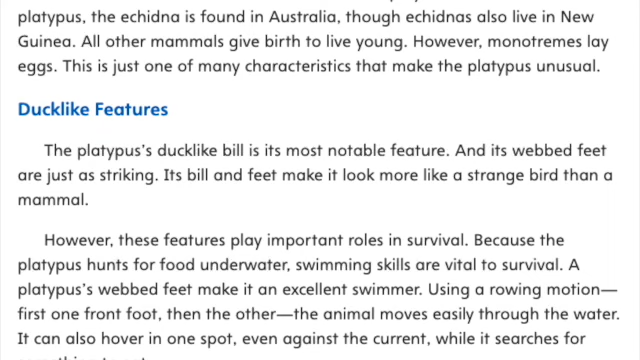 platypus, the echidna is found in Australia, though echidnas also live in New
Guinea. All other mammals give birth to live young. However, monotremes lay
eggs. This is just one of many characteristics that make the platypus unusual.
Ducklike Features
The platypus's ducklike bill is its most notable feature. And its webbed feet
are just as striking. Its bill and feet make it look more like a strange bird than a
mammal.
However, these features play important roles in survival. Because the
platypus hunts for food underwater, swimming skills are vital to survival. A
platypus's webbed feet make it an excellent swimmer. Using a rowing motion—
first one front foot, then the other—the animal moves easily through the water.
It can also hover in one spot, even against the current, while it searches for